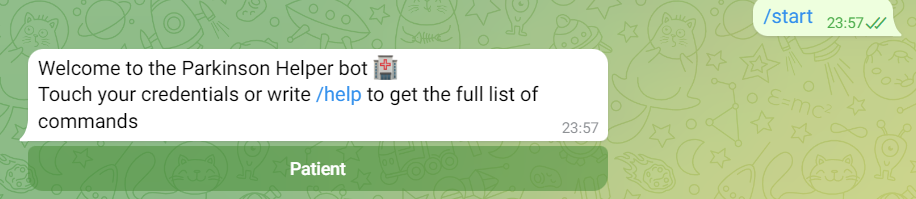 /start 23:57
Welcome to the Parkinson Helper bot 🏥
Touch your credentials or write /help to get the full list of
commands
23:57
Patient